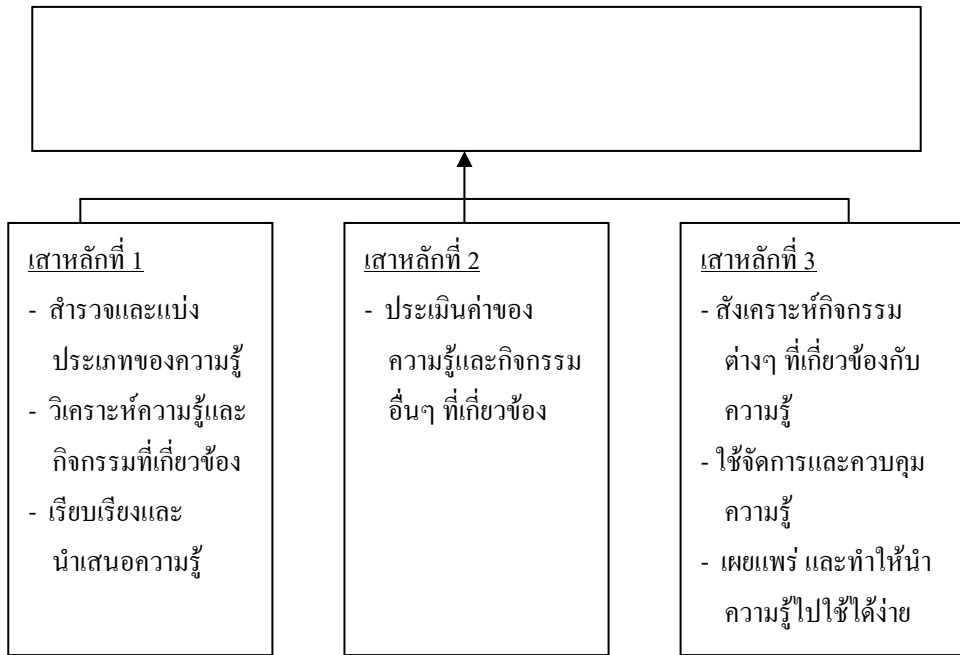 เสาหลักที่ 1
- สำรวจและแบ่ง
ประเภทของความรู้
- วิเคราะห์ความรู้และ
กิจกรรมที่เกี่ยวข้อง
- เรียบเรียงและ
นำเสนอความรู้
เสาหลักที่ 2
- ประเมินค่าของ
ความรู้และกิจกรรม
อื่นๆ ที่เกี่ยวข้อง
เสาหลักที่ 3
- สังเคราะห์กิจกรรม
ต่างๆ ที่เกี่ยวข้องกับ
ความรู้
- ใช้จัดการและควบคุม
ความรู้
- เผยแพร่ และทำให้นำ
ความรู้ไปใช้ได้ง่าย